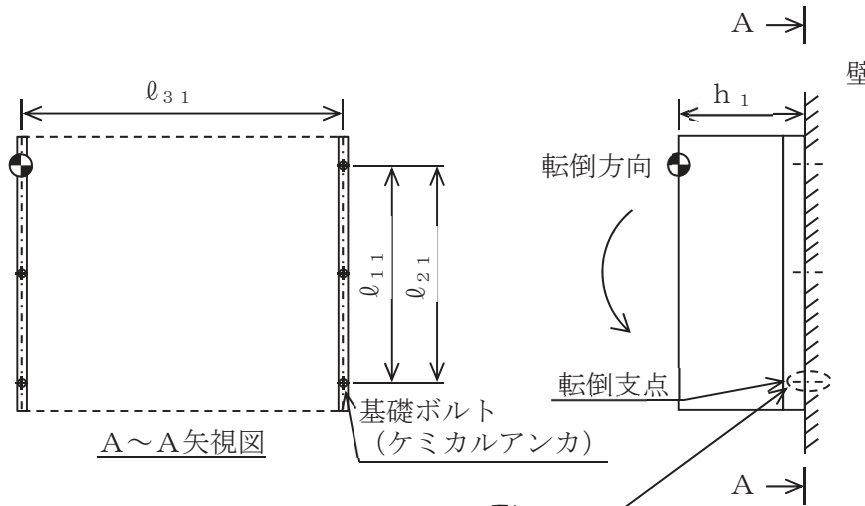 A
壁
ℓ31
h1
転倒方向
ℓ11
ℓ21
転倒支点
基礎ボルト
(ケミカルアンカ)
A～A矢視図
A